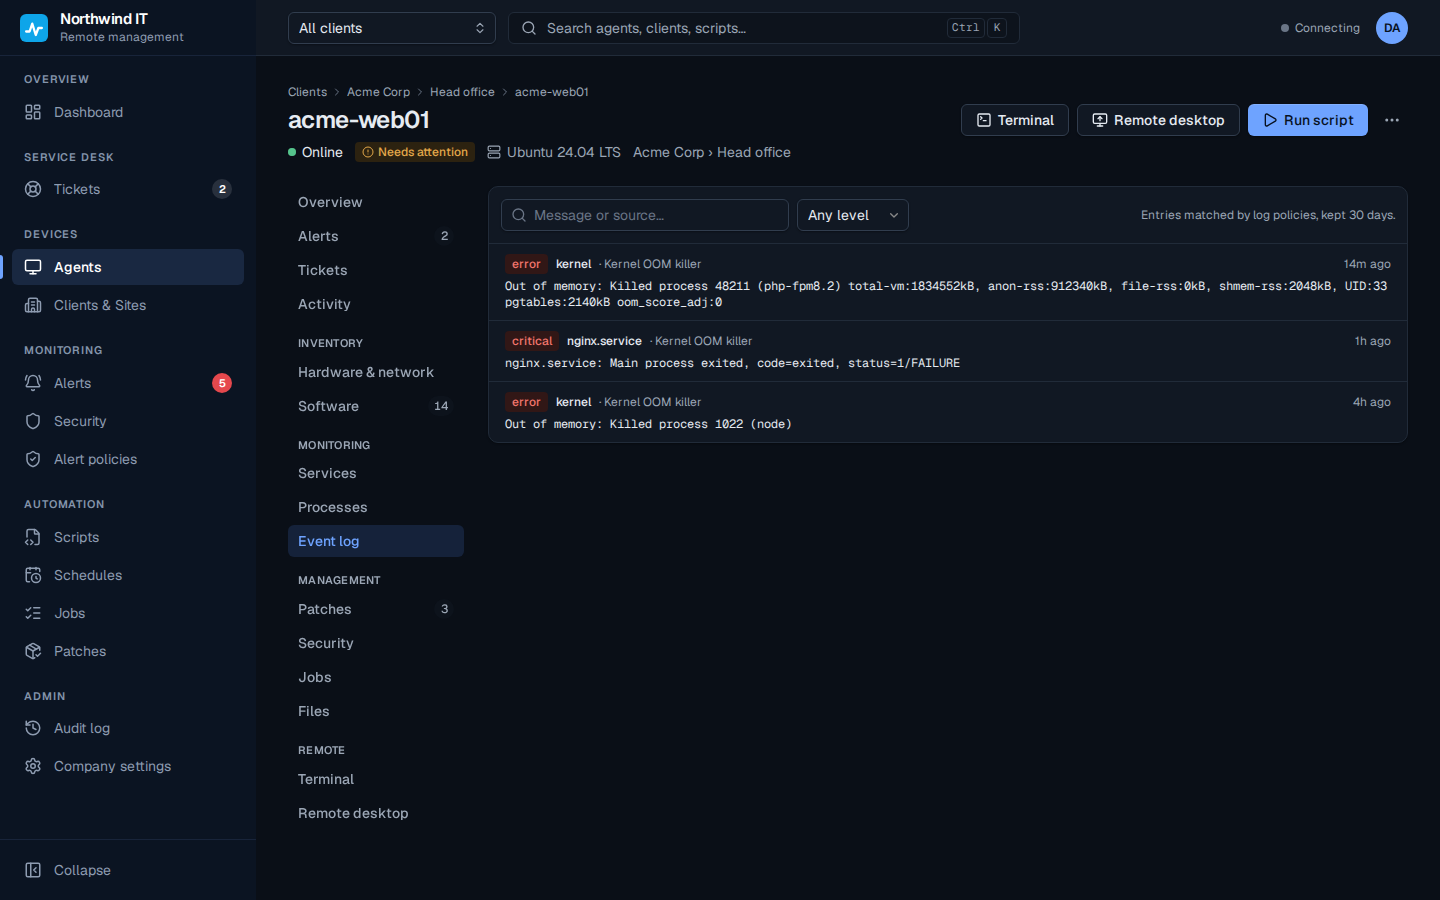 Northwind IT
Remote management
All clients
Search agents, clients, scripts...
Ctrl K
Connecting
DA
OVERVIEW
Dashboard
SERVICE DESK
Tickets 2
DEVICES
Agents
Clients & Sites
MONITORING
Alerts 5
Security
Alert policies
AUTOMATION
Scripts
Schedules
Jobs
Patches
ADMIN
Audit log
Company settings
Collapse
Clients > Acme Corp > Head office > acme-web01
acme-web01
Online Needs attention Ubuntu 24.04 LTS Acme Corp › Head office
Terminal
Remote desktop
Run script
Overview
Alerts 2
Tickets
Activity
INVENTORY
Hardware & network
Software 14
MONITORING
Services
Processes
Event log
MANAGEMENT
Patches 3
Security
Jobs
Files
REMOTE
Terminal
Remote desktop
Message or source...
Any level
Entries matched by log policies, kept 30 days.
error kernel · Kernel OOM killer 14m ago
Out of memory: Killed process 48211 (php-fpm8.2) total-vm:1834552kB, anon-rss:912340kB, file-rss:0kB, shmem-rss:2048kB, UID:33
pgtables:2140kB oom_score_adj:0
critical nginx.service · Kernel OOM killer 1h ago
nginx.service: Main process exited, code=exited, status=1/FAILURE
error kernel · Kernel OOM killer 4h ago
Out of memory: Killed process 1022 (node)